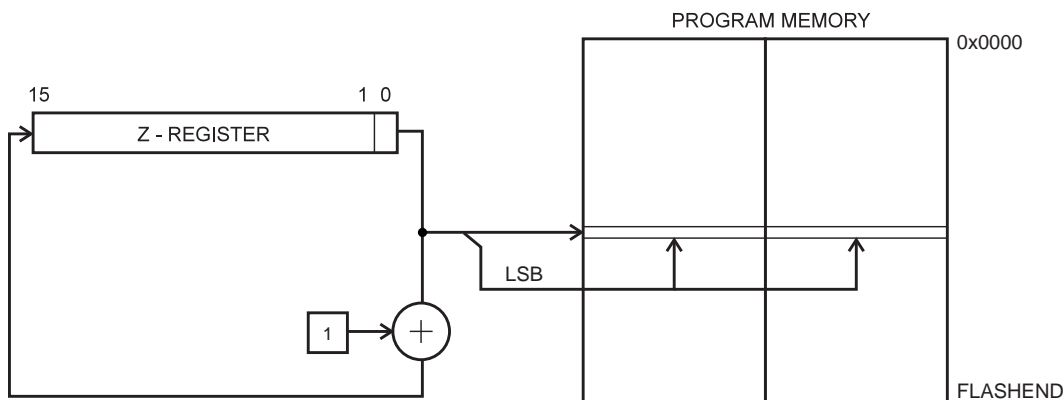 PROGRAM MEMORY
0x0000
15 1 0
Z - REGISTER
LSB
1
FLASHEND